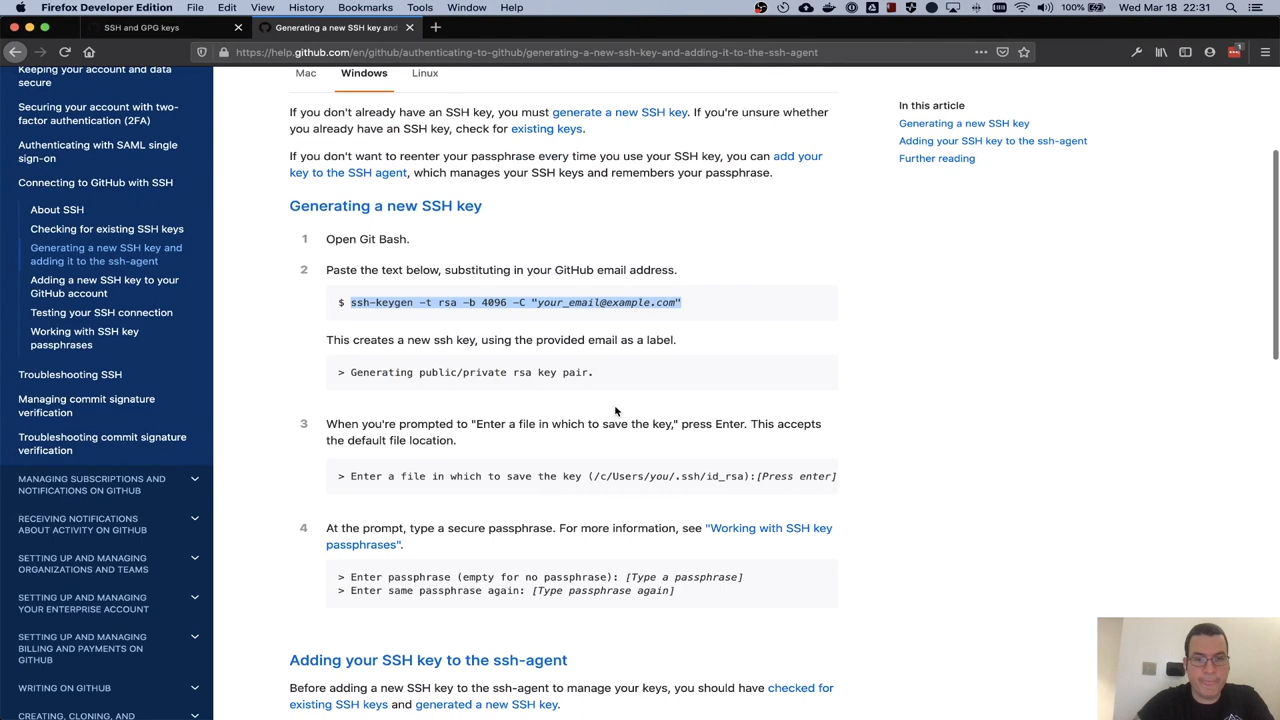 Firefox File Edit View History Bookmarks Tools Window Help
100% Wed Mar 18 22:31
SSH and GPG keys
Generating a new SSH key and
https://help.github.com/en/github/authenticating-to-github/generating-a-new-ssh-key-and-adding-it-to-the-ssh-agent
1
Keeping your account and data
secure
Securing your account with two-
factor authentication (2FA)
Authenticating with SAML single
sign-on
Connecting to GitHub with SSH
About SSH
Checking for existing SSH keys
Generating a new SSH key and
adding it to the ssh-agent
Adding a new SSH key to your
GitHub account
Testing your SSH connection
Working with SSH key
passphrases
Troubleshooting SSH
Managing commit signature
verification
Troubleshooting commit signature
verification
MANAGING SUBSCRIPTIONS AND
NOTIFICATIONS ON GITHUB
RECEIVING NOTIFICATIONS
ABOUT ACTIVITY ON GITHUB
SETTING UP AND MANAGING
ORGANIZATIONS AND TEAMS
SETTING UP AND MANAGING
YOUR ENTERPRISE ACCOUNT
SETTING UP AND MANAGING
BILLING AND PAYMENTS ON
GITHUB
WRITING ON GITHUB
CREATING, CLONING, AND
Mac Windows Linux
If you don't already have an SSH key, you must generate a new SSH key. If you're unsure whether
you already have an SSH key, check for existing keys.
If you don't want to reenter your passphrase every time you use your SSH key, you can add your
key to the SSH agent, which manages your SSH keys and remembers your passphrase.
Generating a new SSH key
1 Open Git Bash.
2 Paste the text below, substituting in your GitHub email address.
$ ssh-keygen -t rsa -b 4096 -C "your_email@example.com"
This creates a new ssh key, using the provided email as a label.
> Generating public/private rsa key pair.
3 When you're prompted to "Enter a file in which to save the key," press Enter. This accepts
the default file location.
> Enter a file in which to save the key (/c/Users/you/.ssh/id_rsa):[Press enter]
4 At the prompt, type a secure passphrase. For more information, see "Working with SSH key
passphrases".
> Enter passphrase (empty for no passphrase): [Type a passphrase]
> Enter same passphrase again: [Type passphrase again]
Adding your SSH key to the ssh-agent
Before adding a new SSH key to the ssh-agent to manage your keys, you should have checked for
existing SSH keys and generated a new SSH key.
In this article
Generating a new SSH key
Adding your SSH key to the ssh-agent
Further reading